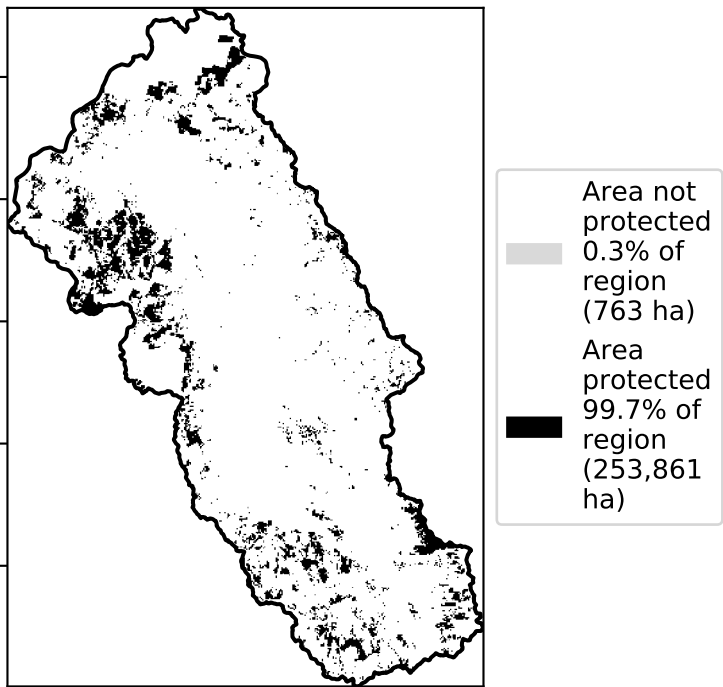 Area not
protected
0.3% of
region
(763 ha)
Area
protected
99.7% of
region
(253,861
ha)